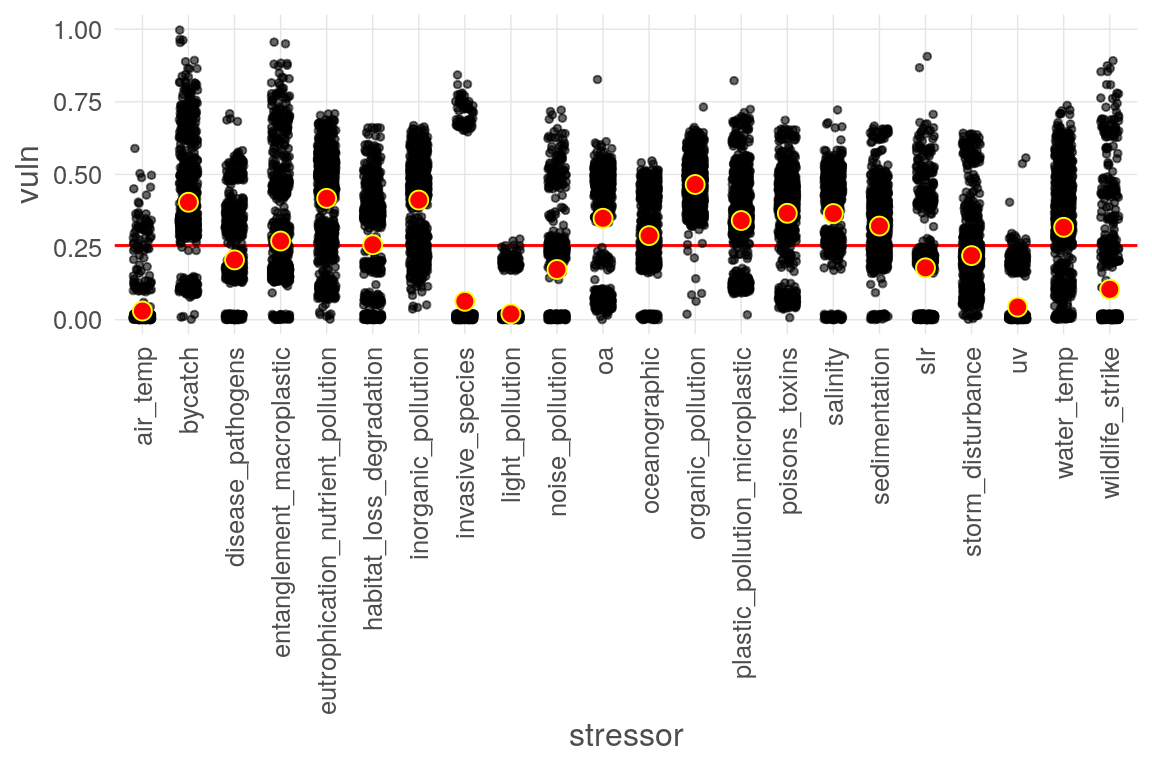 1.00
0.75
0.50
0.25
0.00
vuln
air_temp
bycatch
disease_pathogens
entanglement_macroplastic
eutrophication_nutrient_pollution
habitat_loss_degradation
inorganic_pollution
invasive_species
light_pollution
noise_pollution
oa
oceanographic
organic_pollution
plastic_pollution_microplastic
poisons_toxins
salinity
sedimentation
slr
storm_disturbance
uv
water_temp
wildlife_strike
stressor